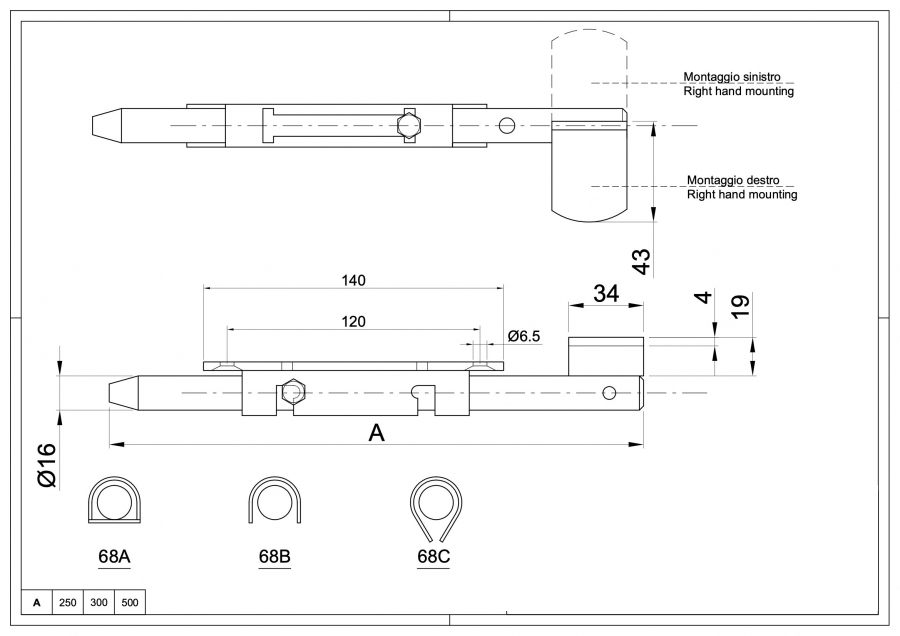 Montaggio sinistro
Right hand mounting
Montaggio destro
Right hand mounting
43
140
120
Ø6.5
34
4
19
Ø16
A
68A
68B
68C
A 250 300 500